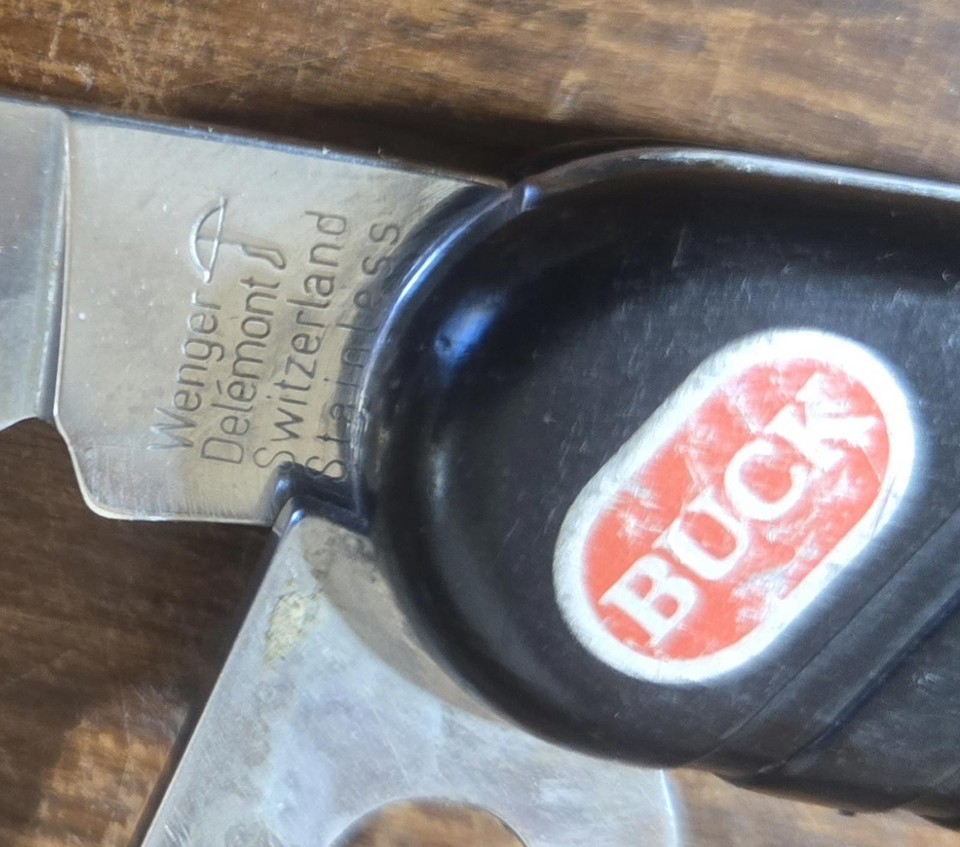 Wenger
Delémont
Switzerland
Stainless
BUCK